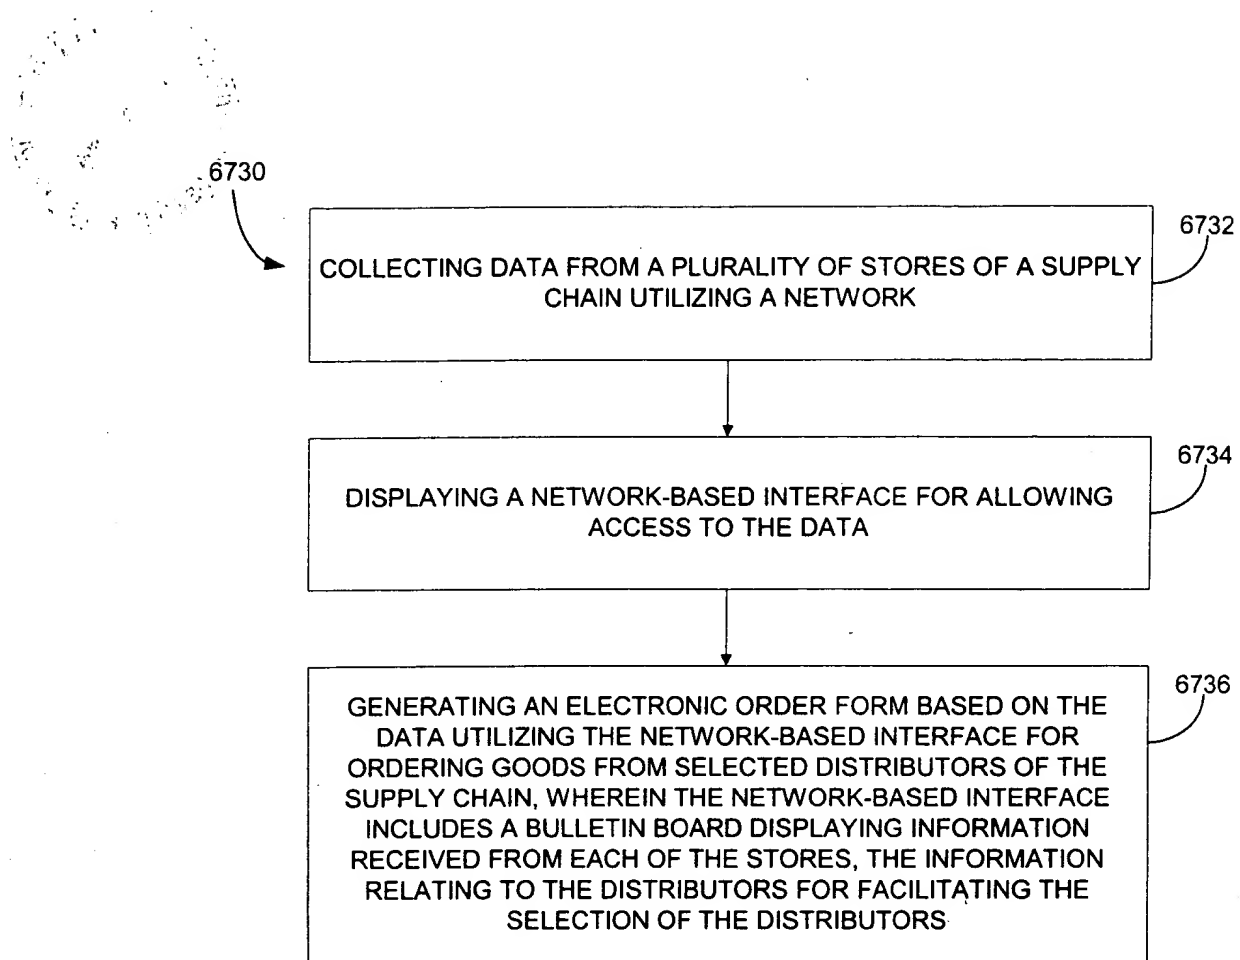 6730
6732
COLLECTING DATA FROM A PLURALITY OF STORES OF A SUPPLY
CHAIN UTILIZING A NETWORK
6734
DISPLAYING A NETWORK-BASED INTERFACE FOR ALLOWING
ACCESS TO THE DATA
6736
GENERATING AN ELECTRONIC ORDER FORM BASED ON THE
DATA UTILIZING THE NETWORK-BASED INTERFACE FOR
ORDERING GOODS FROM SELECTED DISTRIBUTORS OF THE
SUPPLY CHAIN, WHEREIN THE NETWORK-BASED INTERFACE
INCLUDES A BULLETIN BOARD DISPLAYING INFORMATION
RECEIVED FROM EACH OF THE STORES, THE INFORMATION
RELATING TO THE DISTRIBUTORS FOR FACILITATING THE
SELECTION OF THE DISTRIBUTORS